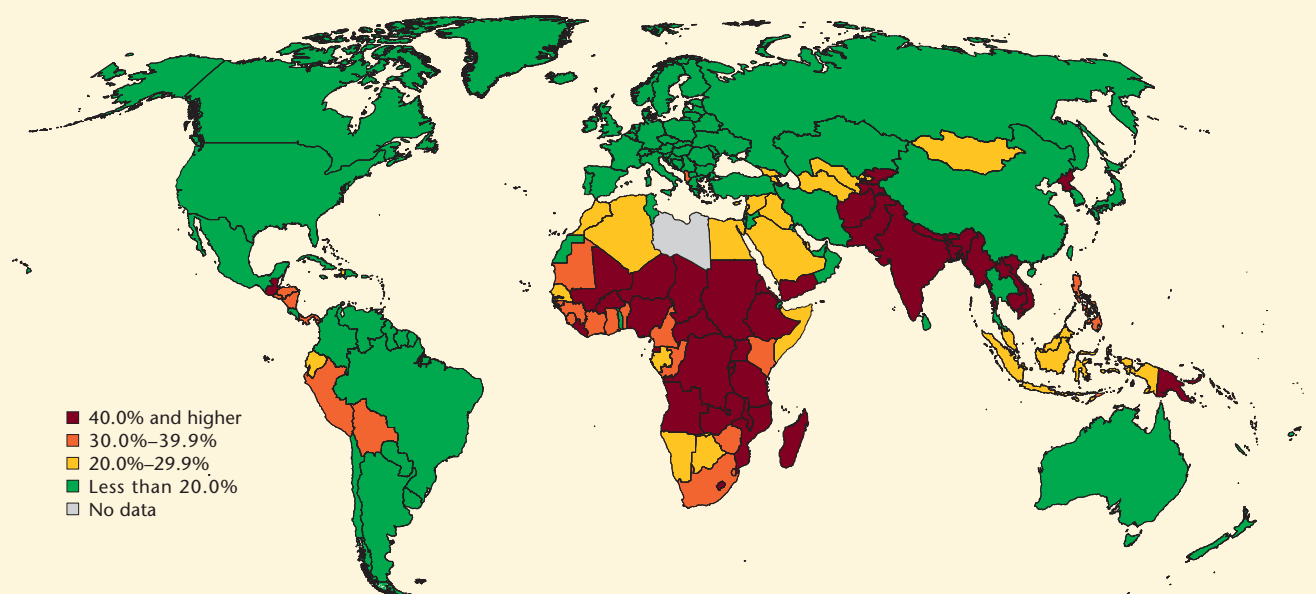 40.0% and higher
30.0%–39.9%
20.0%–29.9%
Less than 20.0%
No data